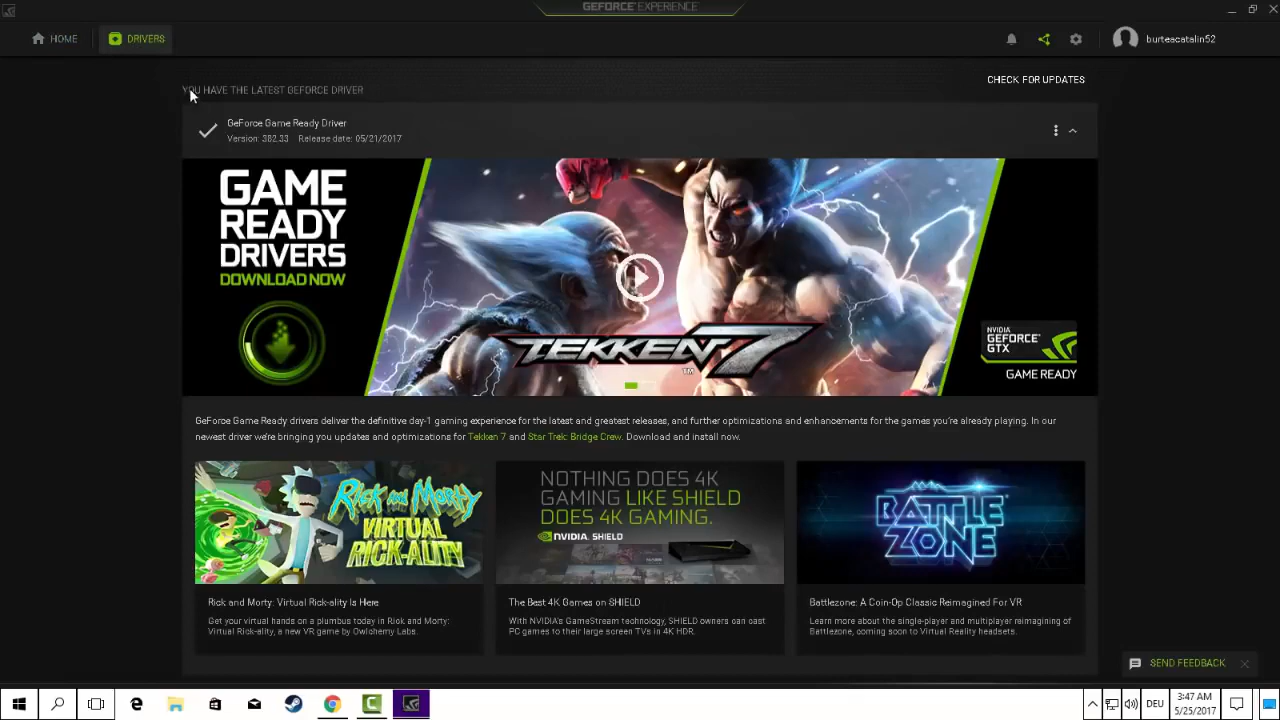 GEFORCE EXPERIENCE
HOME
DRIVERS
burteacatalin52
YOU HAVE THE LATEST GEFORCE DRIVER
CHECK FOR UPDATES
GeForce Game Ready Driver
Version: 382.33 Release date: 05/21/2017
GAME
READY
DRIVERS
DOWNLOAD NOW
TEKKEN 7
TM
NVIDIA
GEFORCE
GTX
GAME READY
GeForce Game Ready drivers deliver the definitive day-1 gaming experience for the latest and greatest releases, and further optimizations and enhancements for the games you're already playing. In our
newest driver we're bringing you updates and optimizations for Tekken 7 and Star Trek: Bridge Crew. Download and install now.
Rick and Morty
VIRTUAL
RICK-ALITY
NOTHING DOES 4K
GAMING LIKE SHIELD
DOES 4K GAMING.
NVIDIA. SHIELD
BATTLE
ZONE
Rick and Morty: Virtual Rick-ality Is Here
Get your virtual hands on a plumbus today in Rick and Morty:
Virtual Rick-ality, a new VR game by Owlchemy Labs.
The Best 4K Games on SHIELD
With NVIDIA's GameStream technology, SHIELD owners can cast
PC games to their large screen TVs in 4K HDR.
Battlezone: A Coin-Op Classic Reimagined For VR
Learn more about the single-player and multiplayer reimagining of
Battlezone, coming soon to Virtual Reality headsets.
SEND FEEDBACK
DEU
3:47 AM
5/25/2017